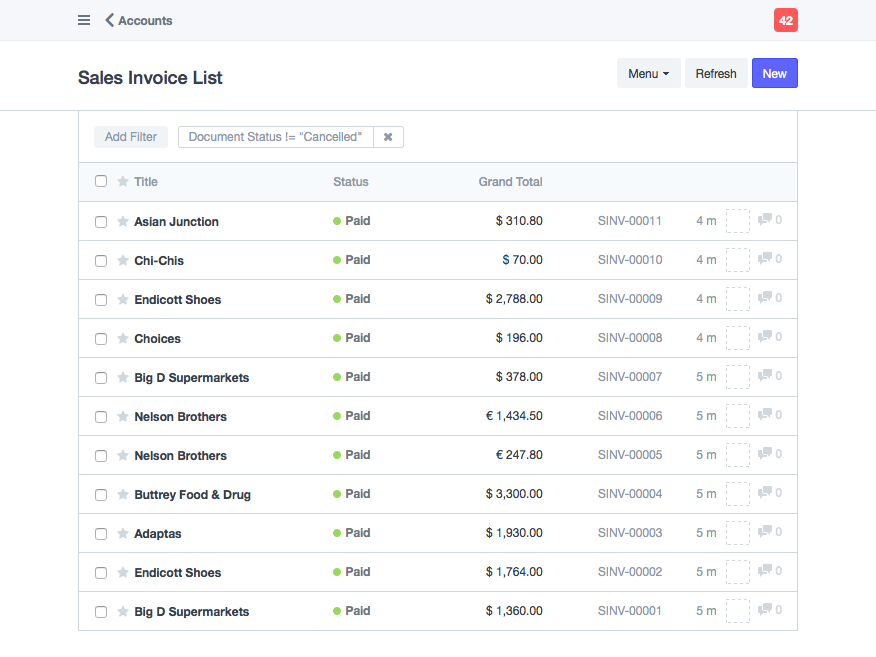 Accounts 42
Sales Invoice List Menu Refresh New
Add Filter Document Status != "Cancelled" ✖
Title Status Grand Total
Asian Junction Paid $ 310.80 SINV-00011 4 m 0
Chi-Chis Paid $ 70.00 SINV-00010 4 m 0
Endicott Shoes Paid $ 2,788.00 SINV-00009 4 m 0
Choices Paid $ 196.00 SINV-00008 4 m 0
Big D Supermarkets Paid $ 378.00 SINV-00007 5 m 0
Nelson Brothers Paid € 1,434.50 SINV-00006 5 m 0
Nelson Brothers Paid € 247.80 SINV-00005 5 m 0
Buttrey Food & Drug Paid $ 3,300.00 SINV-00004 5 m 0
Adaptas Paid $ 1,930.00 SINV-00003 5 m 0
Endicott Shoes Paid $ 1,764.00 SINV-00002 5 m 0
Big D Supermarkets Paid $ 1,360.00 SINV-00001 5 m 0